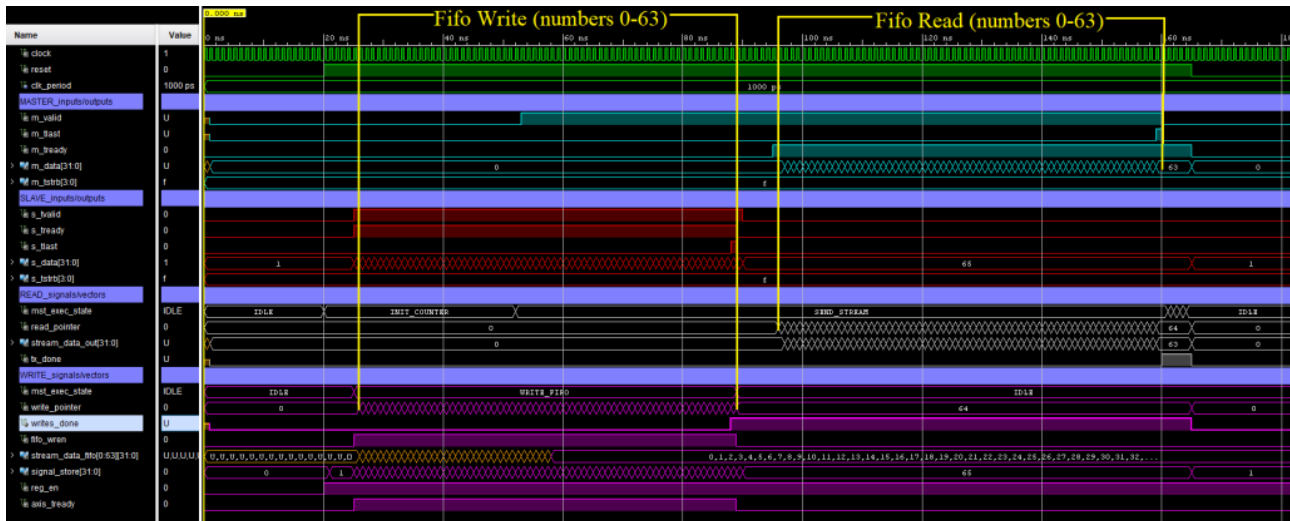 0.000 ns
Fifo Write (numbers 0-63)
Fifo Read (numbers 0-63)
Name Value
0 ns 20 ns 40 ns 60 ns 80 ns 100 ns 120 ns 140 ns 160 ns
clock 1
reset 0
clk_period 1000 ps 1000 ps
MASTER_inputs/outputs
m_valid U
m_tlast U
m_tready 0
m_data[31:0] U 0 63 0
m_tstrb[3:0] f f
SLAVE_inputs/outputs
s_tvalid 0
s_tready 0
s_tlast 0
s_data[31:0] 1 1 65 1
s_tstrb[3:0] f f
READ_signals/vectors
mst_exec_state IDLE IDLE INIT_COUNTER SEND_STREAM IDLE
read_pointer 0 0 64 0
stream_data_out[31:0] U 0 63 0
tx_done U
WRITE_signals/vectors
mst_exec_state IDLE IDLE WRITE_FIFO IDLE
write_pointer 0 0 64 0
writes_done U
fifo_wren 0
stream_data_fifo[0:63][31:0] U,U,U,U, U,U,U,U,U,U,U,U,U,U,U,U 0,1,2,3,4,5,6,7,8,9,10,11,12,13,14,15,16,17,18,19,20,21,22,23,24,25,26,27,28,29,30,31,32,...
signal_store[31:0] 0 0 1 65 1
reg_en 0
axis_tready 0